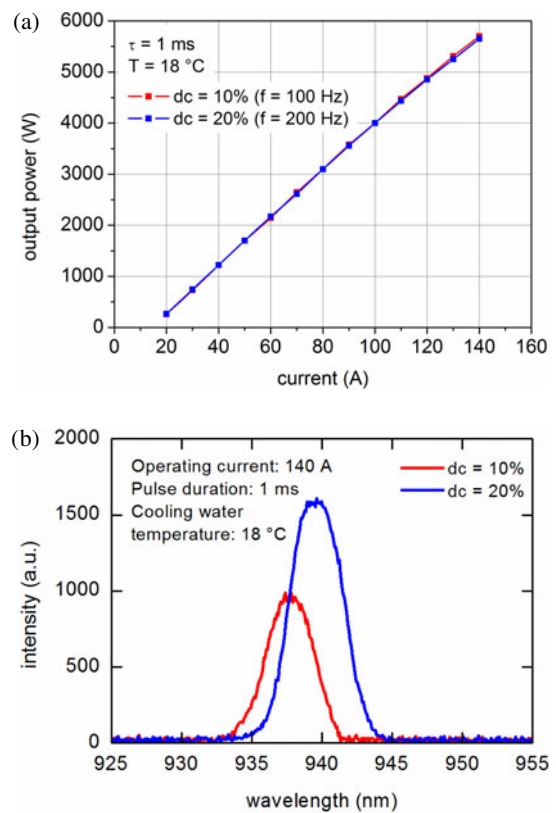 (a)
τ = 1 ms
T = 18 °C
dc = 10% (f = 100 Hz)
dc = 20% (f = 200 Hz)
output power (W)
6000
5000
4000
3000
2000
1000
0
0 20 40 60 80 100 120 140 160
current (A)
(b)
Operating current: 140 A
Pulse duration: 1 ms
Cooling water
temperature: 18 °C
dc = 10%
dc = 20%
intensity (a.u.)
2000
1500
1000
500
0
925 930 935 940 945 950 955
wavelength (nm)